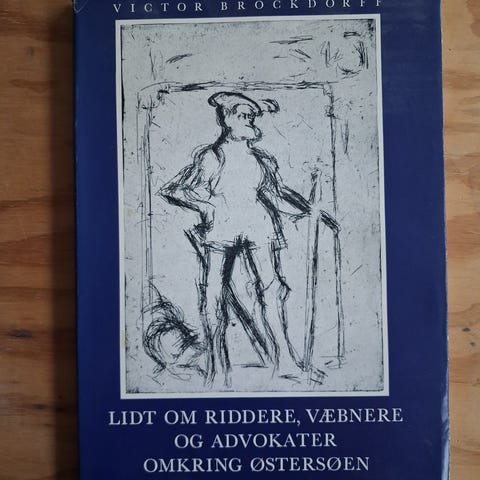 VICTOR BROCKDORFF
LIDT OM RIDDERE, VÆBNERE
OG ADVOKATER
OMKRING ØSTERSØEN